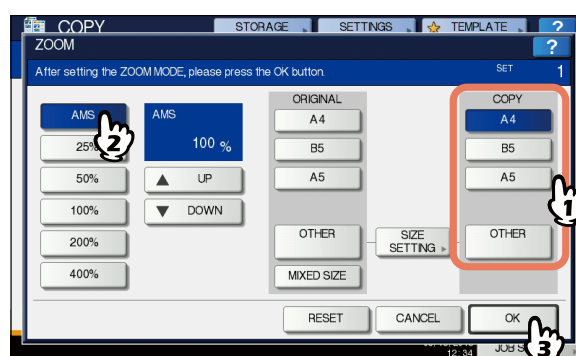 COPY STORAGE SETTINGS TEMPLATE ?
ZOOM ?
After setting the ZOOM MODE, please press the OK button. SET 1
ORIGINAL COPY
AMS AMS A4 A4
25% 100 % B5 B5
2
50% UP A5 A5
1
100% DOWN
200% OTHER SIZE SETTING OTHER
400% MIXED SIZE
RESET CANCEL OK
3
12:34 JOB S